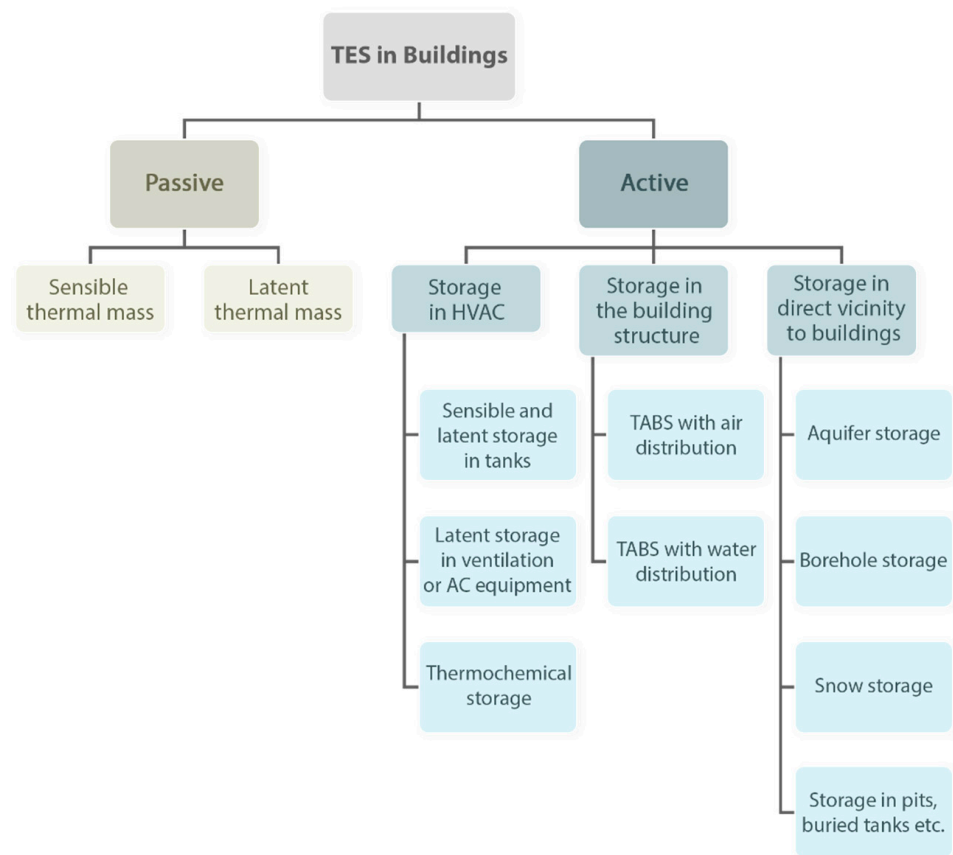 TES in Buildings
Passive
Active
Sensible
thermal mass
Latent
thermal mass
Storage
in HVAC
Storage in
the building
structure
Storage in
direct vicinity
to buildings
Sensible and
latent storage
in tanks
TABS with air
distribution
Aquifer storage
Latent storage
in ventilation
or AC equipment
TABS with water
distribution
Borehole storage
Thermochemical
storage
Snow storage
Storage in pits,
buried tanks etc.